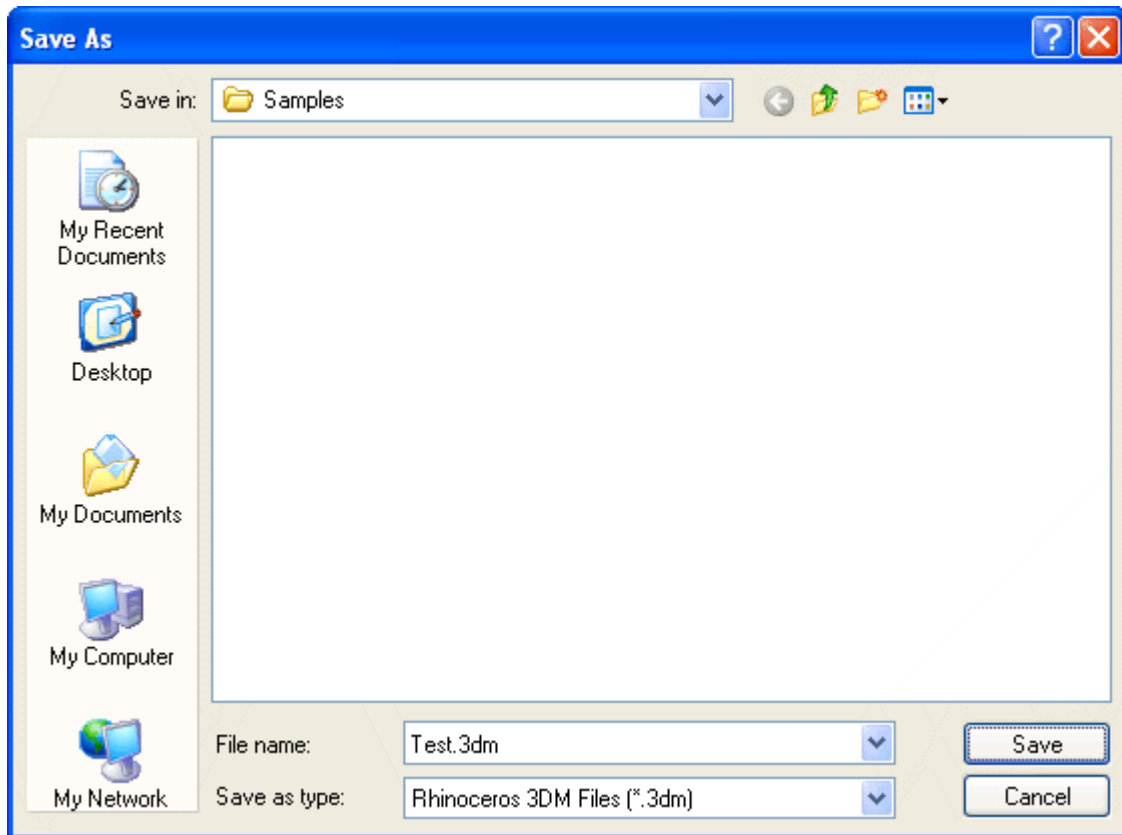 Save As
Save in: Samples
My Recent
Documents
Desktop
My Documents
My Computer
My Network
File name: Test.3dm Save
Save as type: Rhinoceros 3DM Files (*.3dm) Cancel